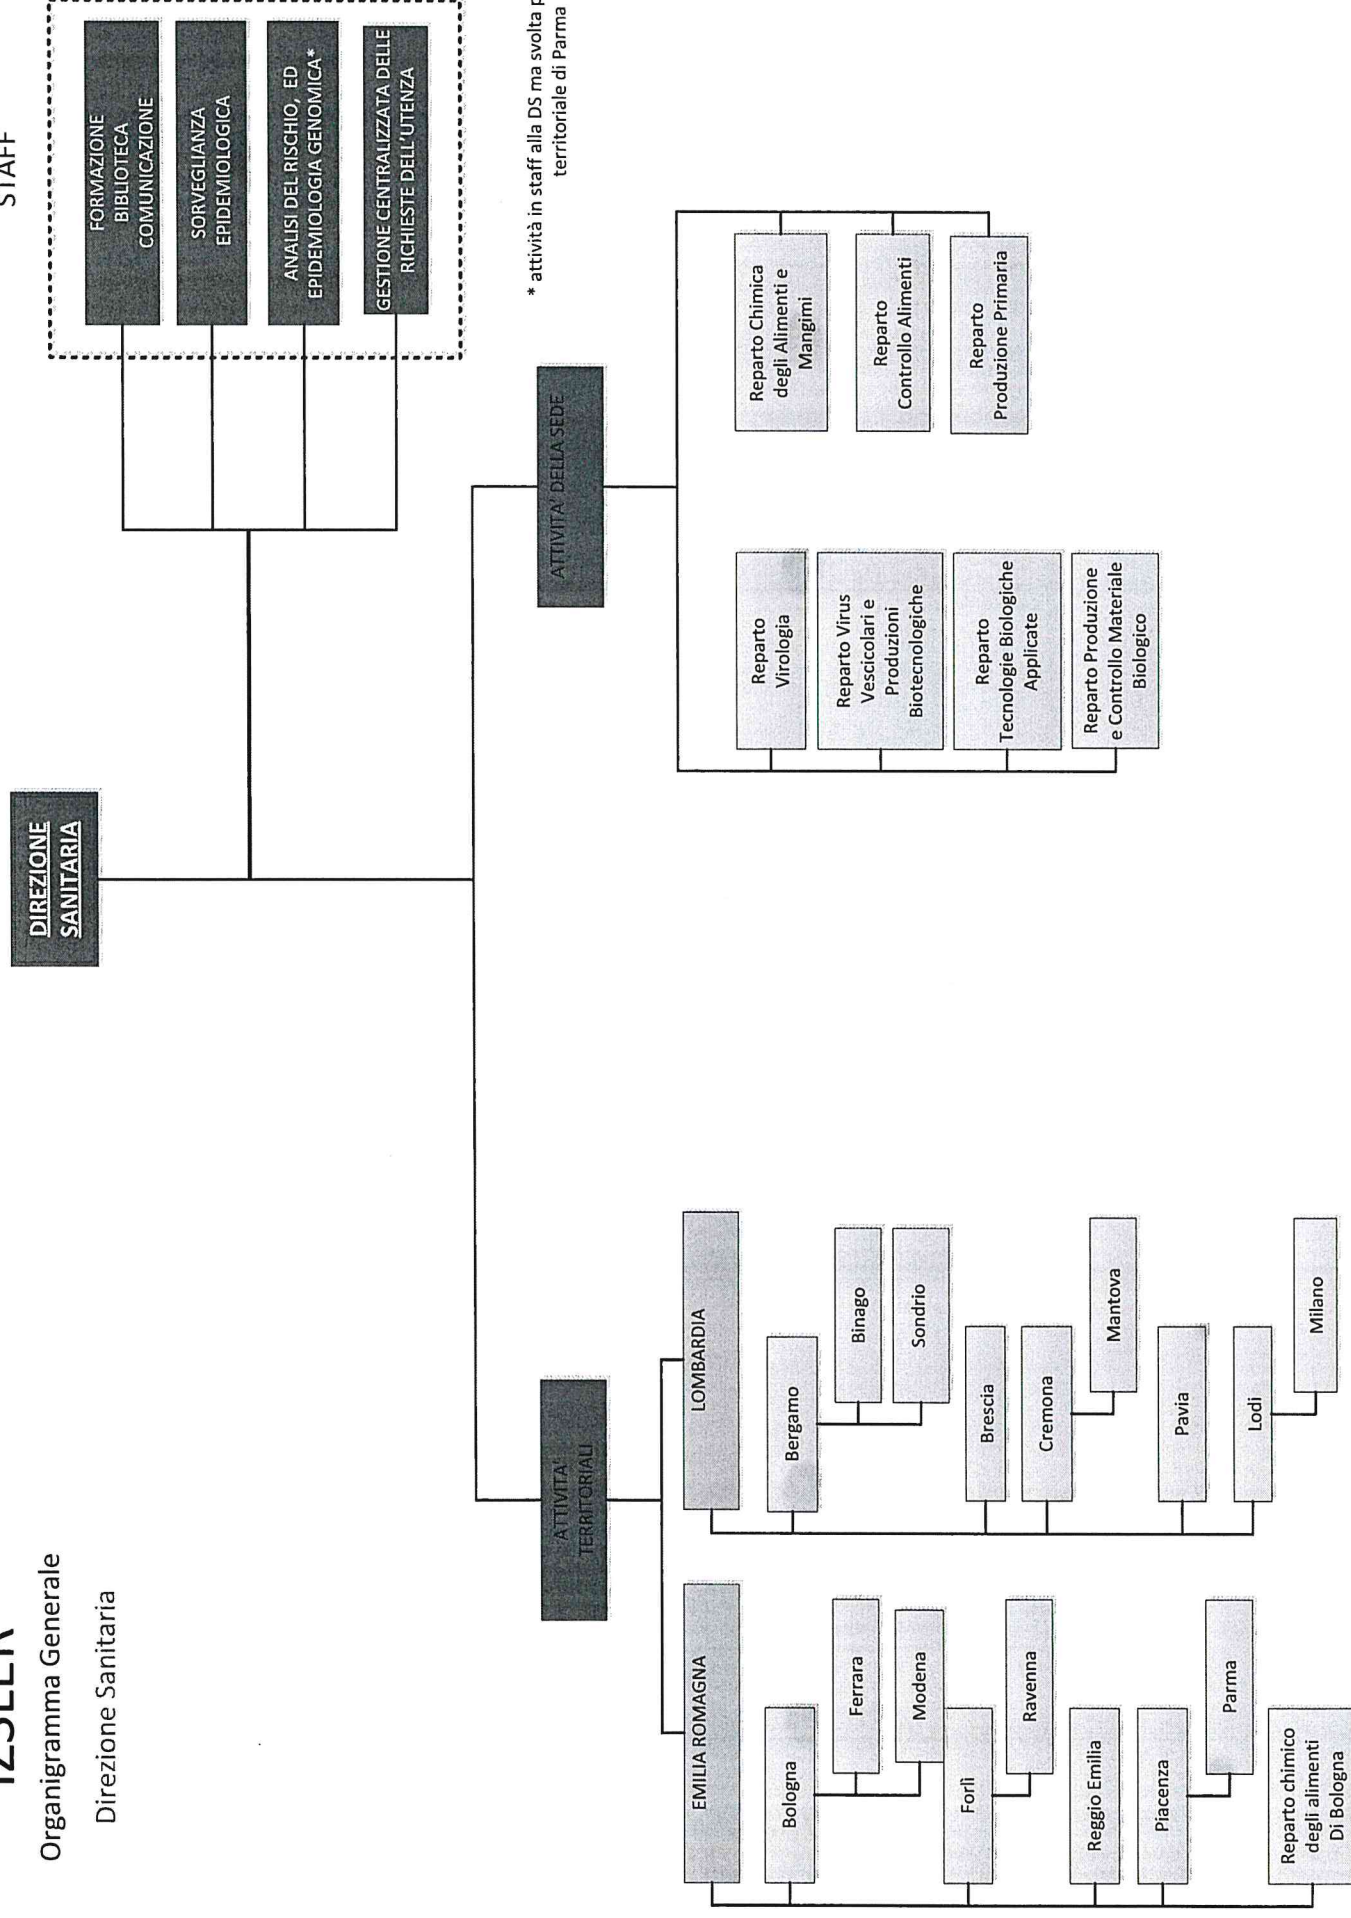 IZSLER
Organigramma Generale
Direzione Sanitaria
DIREZIONE
SANITARIA
STAFF
FORMAZIONE
BIBLIOTECA
COMUNICAZIONE
SORVEGLIANZA
EPIDEMIOLOGICA
ANALISI DEL RISCHIO, ED
EPIDEMIOLOGIA GENOMICA*
GESTIONE CENTRALIZZATA DELLE
RICHIESTE DELL'UTENZA
* attività in staff alla DS ma svolta
territoriale di Parma
ATTIVITA'
TERRITORIALI
ATTIVITA' DELLA SEDE
EMILIA ROMAGNA
Bologna
Ferrara
Modena
Forlì
Ravenna
Reggio Emilia
Piacenza
Parma
Reparto chimico
degli alimenti
Di Bologna
LOMBARDIA
Bergamo
Binago
Sondrio
Brescia
Cremona
Mantova
Pavia
Lodi
Milano
Reparto
Virologia
Reparto Virus
Vescicolari e
Produzioni
Biotecnologiche
Reparto
Tecnologie Biologiche
Applicate
Reparto Produzione
e Controllo Materiale
Biologico
Reparto Chimica
degli Alimenti e
Mangimi
Reparto
Controllo Alimenti
Reparto
Produzione Primaria